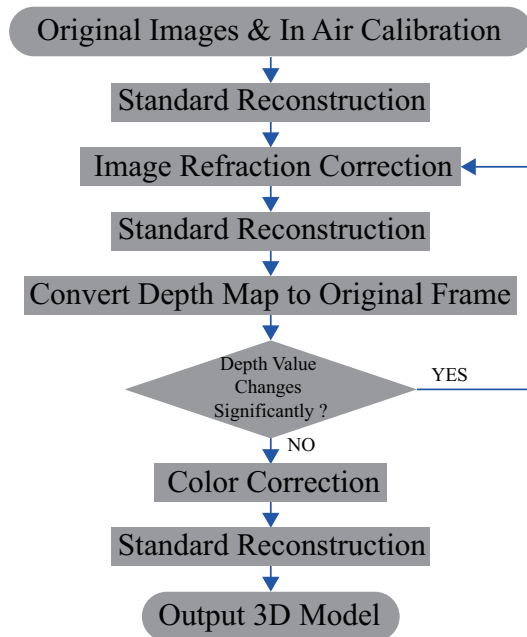 Original Images & In Air Calibration
Standard Reconstruction
Image Refraction Correction
Standard Reconstruction
Convert Depth Map to Original Frame
Depth Value
Changes
Significantly ?
YES
NO
Color Correction
Standard Reconstruction
Output 3D Model